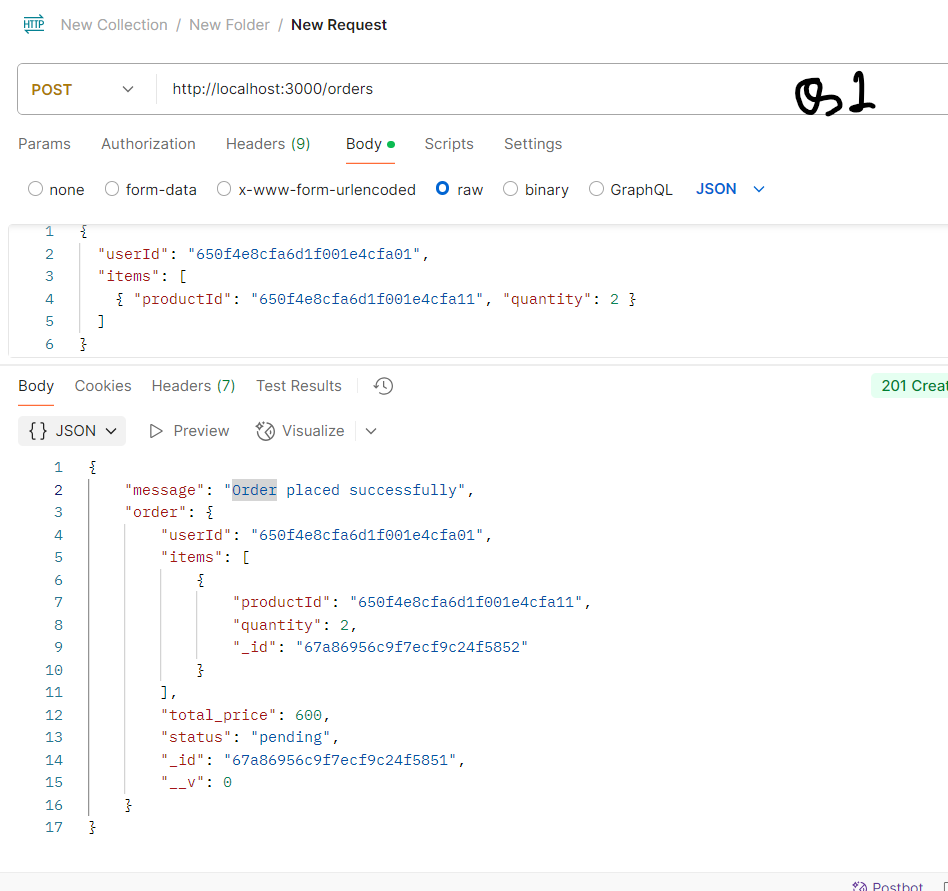 HTTP New Collection / New Folder / New Request
POST http://localhost:3000/orders
Params Authorization Headers (9) Body Scripts Settings
none form-data x-www-form-urlencoded raw binary GraphQL JSON
1 {
2 "userId": "650f4e8cfa6d1f001e4cfa01",
3 "items": [
4 { "productId": "650f4e8cfa6d1f001e4cfa11", "quantity": 2 }
5 ]
6 }
Body Cookies Headers (7) Test Results 201 Creat
{} JSON Preview Visualize
1 {
2 "message": "Order placed successfully",
3 "order": {
4 "userId": "650f4e8cfa6d1f001e4cfa01",
5 "items": [
6 {
7 "productId": "650f4e8cfa6d1f001e4cfa11",
8 "quantity": 2,
9 "_id": "67a86956c9f7ecf9c24f5852"
10 }
11 ],
12 "total_price": 600,
13 "status": "pending",
14 "_id": "67a86956c9f7ecf9c24f5851",
15 "__v": 0
16 }
17 }
Postbot